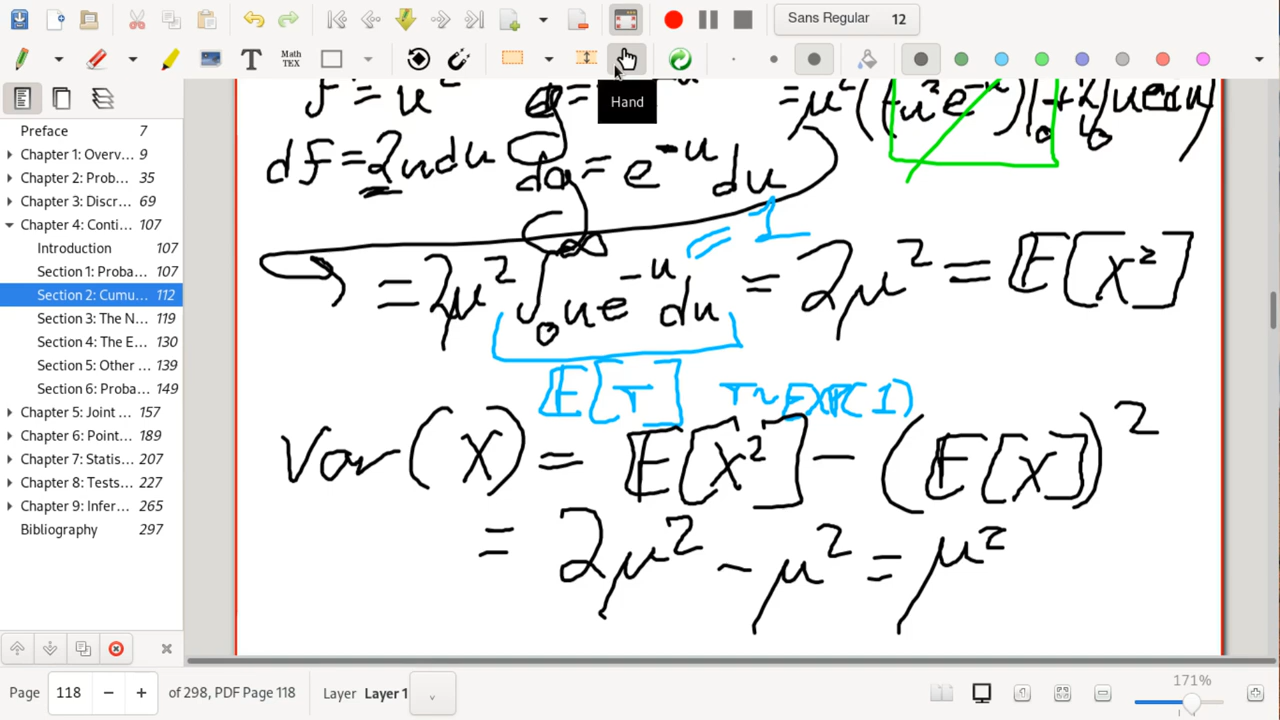 Sans Regular 12
T Math TEX
Hand
Preface 7
Chapter 1: Overv... 9
Chapter 2: Prob... 35
Chapter 3: Discr... 69
Chapter 4: Conti... 107
Introduction 107
Section 1: Proba... 107
Section 2: Cumu... 112
Section 3: The N... 119
Section 4: The E... 130
Section 5: Other ... 139
Section 6: Proba... 149
Chapter 5: Joint ... 157
Chapter 6: Point... 189
Chapter 7: Statis... 207
Chapter 8: Tests... 227
Chapter 9: Infer... 265
Bibliography 297
f = u²
df = 2udu dg = e^-u du
= 1
= 2μ² ∫₀^∞ ue^-u du = 2μ² = E[X²]
E[T] T~EXP(1)
Var(X) = E[X²] - (E[X])²
= 2μ² - μ² = μ²
Page 118 of 298, PDF Page 118 Layer Layer 1 171%